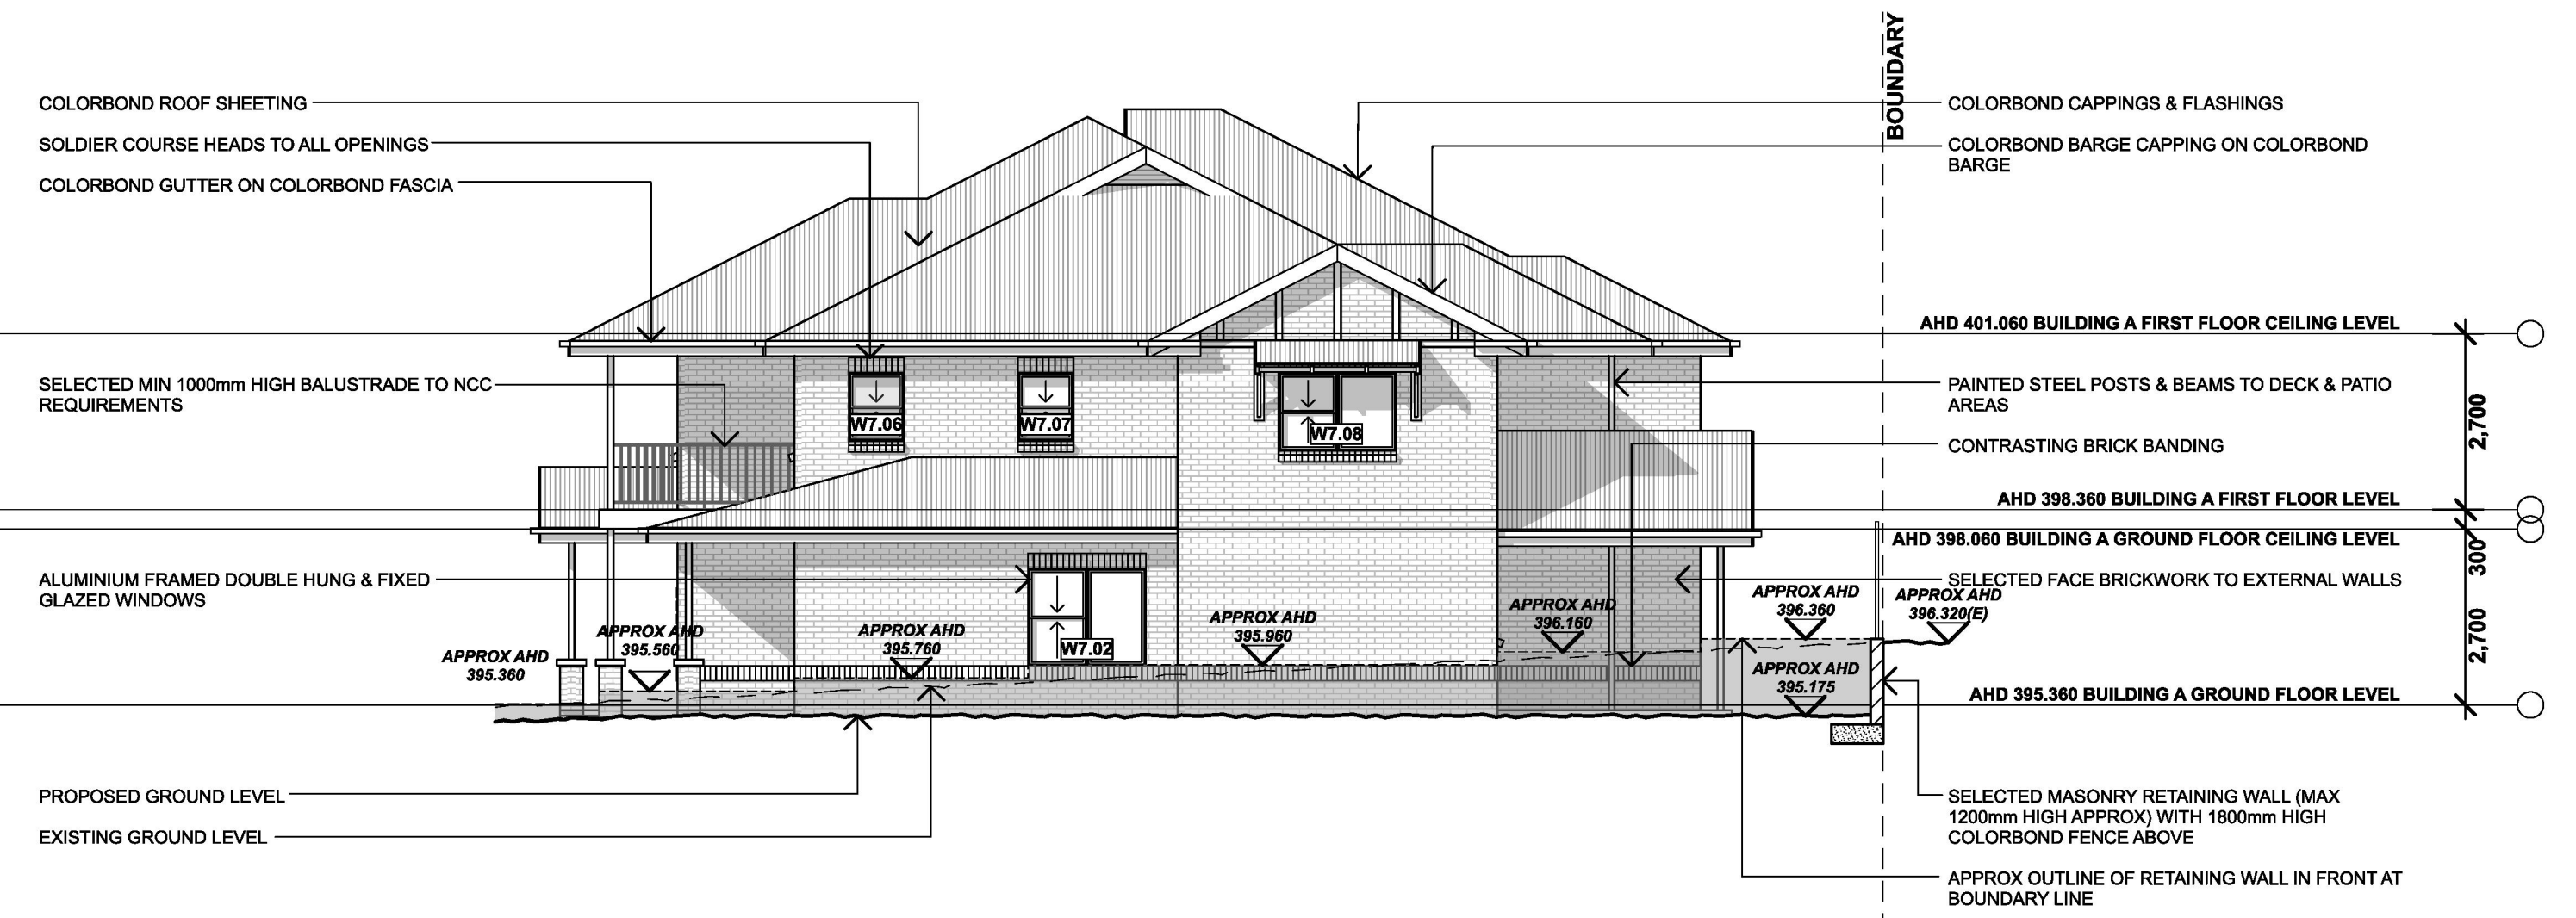 BOUNDARY
COLORBOND ROOF SHEETING
SOLDIER COURSE HEADS TO ALL OPENINGS
COLORBOND GUTTER ON COLORBOND FASCIA
SELECTED MIN 1000mm HIGH BALUSTRADE TO NCC
REQUIREMENTS
ALUMINIUM FRAMED DOUBLE HUNG & FIXED
GLAZED WINDOWS
PROPOSED GROUND LEVEL
EXISTING GROUND LEVEL
W7.06
W7.07
W7.08
W7.02
APPROX AHD
395.360
APPROX AHD
395.560
APPROX AHD
395.760
APPROX AHD
395.960
APPROX AHD
396.160
APPROX AHD
396.360
APPROX AHD
396.320(E)
APPROX AHD
395.175
COLORBOND CAPPINGS & FLASHINGS
COLORBOND BARGE CAPPING ON COLORBOND
BARGE
AHD 401.060 BUILDING A FIRST FLOOR CEILING LEVEL
PAINTED STEEL POSTS & BEAMS TO DECK & PATIO
AREAS
CONTRASTING BRICK BANDING
AHD 398.360 BUILDING A FIRST FLOOR LEVEL
AHD 398.060 BUILDING A GROUND FLOOR CEILING LEVEL
SELECTED FACE BRICKWORK TO EXTERNAL WALLS
AHD 395.360 BUILDING A GROUND FLOOR LEVEL
SELECTED MASONRY RETAINING WALL (MAX
1200mm HIGH APPROX) WITH 1800mm HIGH
COLORBOND FENCE ABOVE
APPROX OUTLINE OF RETAINING WALL IN FRONT AT
BOUNDARY LINE
2,700
300
2,700